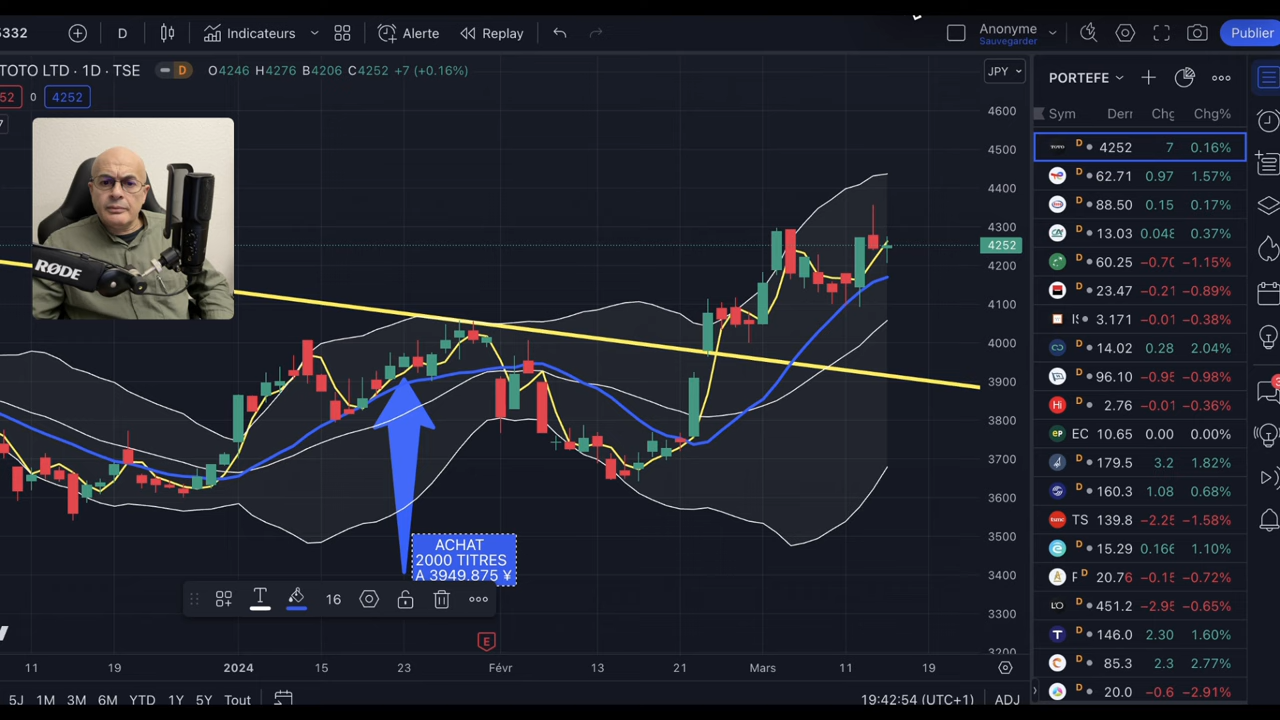 5332
D
Indicateurs
Alerte
Replay
Anonyme
Sauvegarder
Publier
TOTO LTD · 1D · TSE
D
O4246 H4276 B4206 C4252 +7 (+0.16%)
52
0
4252
7
JPY
RØDE
4600
4500
4400
4300
4252
4200
4100
4000
3900
3800
3700
3600
3500
3400
3300
3200
ACHAT
2000 TITRES
A 3949.875 ¥
16
E
11
19
2024
15
23
Févr
13
21
Mars
11
19
5J
1M
3M
6M
YTD
1Y
5Y
Tout
19:42:54 (UTC+1)
ADJ
PORTEFE
Sym Derr Chg Chg%
TOTO D 4252 7 0.16%
D 62.71 0.97 1.57%
D 88.50 0.15 0.17%
D 13.03 0.048 0.37%
D 60.25 −0.70 −1.15%
D 23.47 −0.21 −0.89%
D 3.171 −0.01 −0.38%
D 14.02 0.28 2.04%
D 96.10 −0.95 −0.98%
Hi D 2.76 −0.01 −0.36%
eP EC 10.65 0.00 0.00%
D 179.5 3.2 1.82%
D 160.3 1.08 0.68%
tsmc TS 139.8 −2.25 −1.58%
D 15.29 0.166 1.10%
F D 20.76 −0.15 −0.72%
D 451.2 −2.95 −0.65%
T D 146.0 2.30 1.60%
D 85.3 2.3 2.77%
D 20.0 −0.6 −2.91%